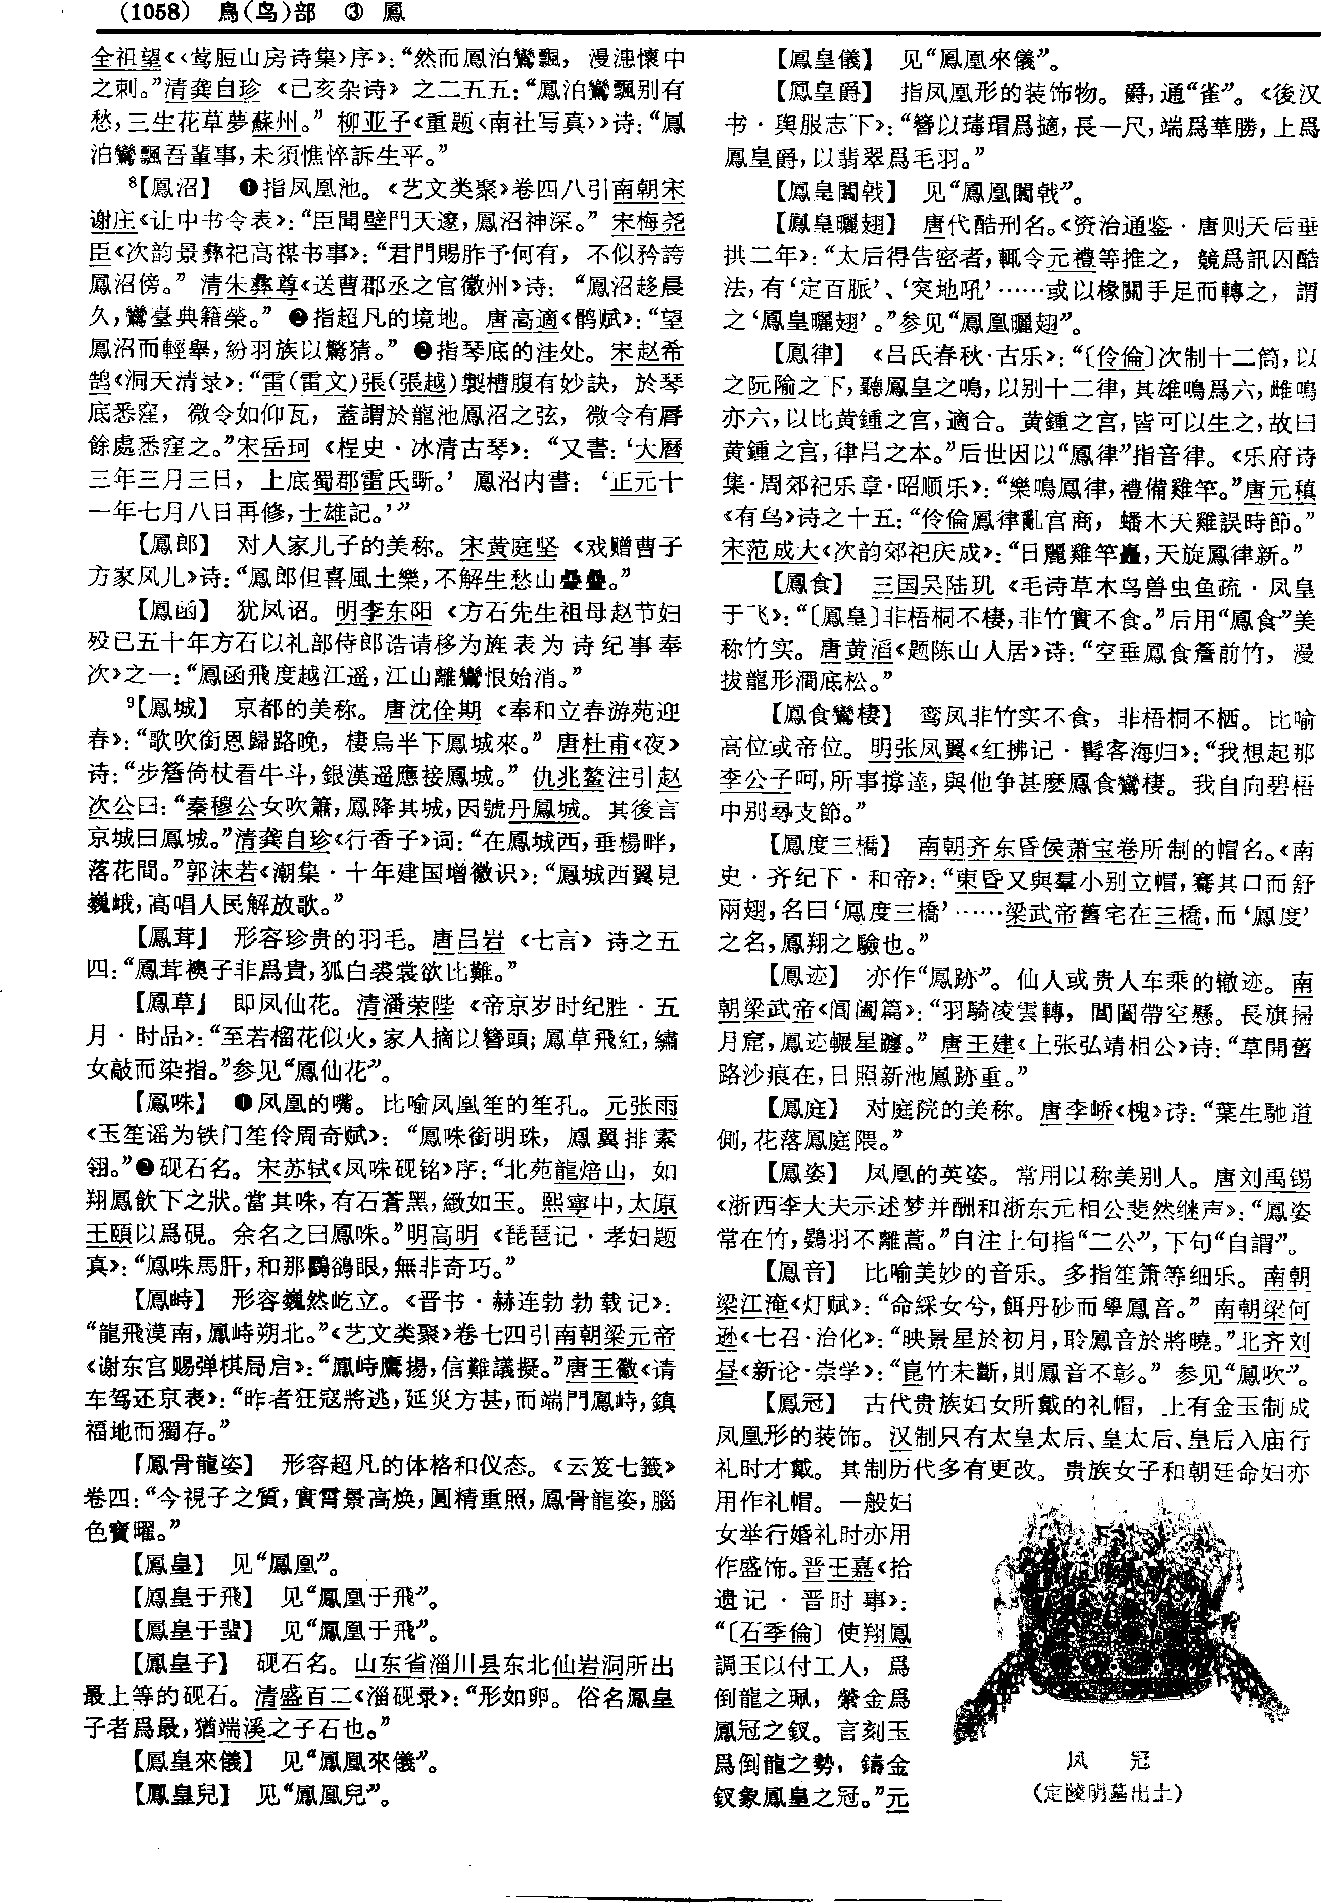 (1058) 鳥(鸟)部 ③ 鳳
全祖望《〈莺脰山房诗集〉序》：“然而鳳泊鸞飄，漫漶懷中
之刺。”清龚自珍《己亥杂诗》之二五五：“鳳泊鸞飄别有
愁，三生花草夢蘇州。”柳亚子《重题〈南社写真〉》诗：“鳳
泊鸞飄吾輩事，未須憔悴訴生平。”
8【鳳沼】 ❶指凤凰池。《艺文类聚》卷四八引南朝宋
谢庄《让中书令表》：“臣聞壁門天邃，鳳沼神深。”宋梅尧
臣《次韵景彝祀高禖书事》：“君門賜胙予何有，不似矜誇
鳳沼傍。”清朱彝尊《送曹郡丞之官徽州》诗：“鳳沼趍晨
久，鸞臺典籍榮。”❷指超凡的境地。唐高適《鹘赋》：“望
鳳沼而輕舉，紛羽族以驚猜。”❷指琴底的洼处。宋赵希
鹄《洞天清录》：“雷(雷文)張(張越)製槽腹有妙訣，於琴
底悉窪，微令如仰瓦，蓋謂於龍池鳳沼之弦，微令有脣
餘處悉窪之。”宋岳珂《桯史·冰清古琴》：“又書：‘大曆
三年三月三日，上底蜀郡雷氏斲。’鳳沼内書：‘正元十
一年七月八日再修，士雄記。’”
【鳳郎】 对人家儿子的美称。宋黄庭坚《戏赠曹子
方家凤儿》诗：“鳳郎但喜風土樂，不解生愁山疊疊。”
【鳳函】 犹凤诏。明李东阳《方石先生祖母赵节妇
殁已五十年方石以礼部侍郎诰请移为旌表为诗纪事奉
次》之一：“鳳函飛度越江遥，江山離鸞恨始消。”
9【鳳城】 京都的美称。唐沈佺期《奉和立春游苑迎
春》：“歌吹銜恩歸路晚，棲烏半下鳳城來。”唐杜甫《夜》
诗：“步簷倚杖看牛斗，銀漢遥應接鳳城。”仇兆鳌注引赵
次公曰：“秦穆公女吹簫，鳳降其城，因號丹鳳城。其後言
京城曰鳳城。”清龚自珍《行香子》词：“在鳳城西，垂楊畔，
落花間。”郭沫若《潮集·十年建国增徽识》：“鳳城西翼見
巍峨，高唱人民解放歌。”
【鳳茸】 形容珍贵的羽毛。唐吕岩《七言》诗之五
四：“鳳茸襖子非爲貴，狐白裘裳欲比難。”
【鳳草】 即凤仙花。清潘荣陛《帝京岁时纪胜·五
月·时品》：“至若榴花似火，家人摘以簪頭；鳳草飛紅，繡
女敲而染指。”参见“鳳仙花”。
【鳳咮】 ❶凤凰的嘴。比喻凤凰笙的笙孔。元张雨
《玉笙谣为铁门笙伶周奇赋》：“鳳咮銜明珠，鳳翼排素
翎。”❷砚石名。宋苏轼《凤咮砚铭》序：“北苑龍焙山，如
翔鳳飲下之狀。當其咮，有石蒼黑，緻如玉。熙寧中，太原
王頤以爲硯。余名之曰鳳咮。”明高明《琵琶记·孝妇题
真》：“鳳咮馬肝，和那鸜鵒眼，無非奇巧。”
【鳳峙】 形容巍然屹立。《晋书·赫连勃勃载记》：
“龍飛漠南，鳳峙朔北。”《艺文类聚》卷七四引南朝梁元帝
《谢东宫赐弹棋局启》：“鳳峙鷹揚，信難議擬。”唐王徽《请
车驾还京表》：“昨者狂寇將逃，延災方甚，而端門鳳峙，鎮
福地而獨存。”
【鳳骨龍姿】 形容超凡的体格和仪态。《云笈七籤》
卷四：“今視子之質，實霄景高焕，圓精重照，鳳骨龍姿，腦
色寶曜。”
【鳳皇】 见“鳳凰”。
【鳳皇于飛】 见“鳳凰于飛”。
【鳳皇于蜚】 见“鳳凰于飛”。
【鳳皇子】 砚石名。山东省淄川县东北仙岩洞所出
最上等的砚石。清盛百二《淄砚录》：“形如卵。俗名鳳皇
子者爲最，猶端溪之子石也。”
【鳳皇來儀】 见“鳳凰來儀”。
【鳳皇兒】 见“鳳凰兒”。
【鳳皇儀】 见“鳳凰來儀”。
【鳳皇爵】 指凤凰形的装饰物。爵，通“雀”。《後汉
书·舆服志下》：“簪以瑇瑁爲擿，長一尺，端爲華勝，上爲
鳳皇爵，以翡翠爲毛羽。”
【鳳皇闟戟】 见“鳳凰闟戟”。
【鳳皇曬翅】 唐代酷刑名。《资治通鉴·唐则天后垂
拱二年》：“太后得告密者，輒令元禮等推之，競爲訊囚酷
法，有‘定百脈’、‘突地吼’……或以椽關手足而轉之，謂
之‘鳳皇曬翅’。”参见“鳳凰曬翅”。
【鳳律】 《吕氏春秋·古乐》：“〔伶倫〕次制十二筒，以
之阮隃之下，聽鳳皇之鳴，以别十二律，其雄鳴爲六，雌鳴
亦六，以比黄鍾之宫，適合。黄鍾之宫，皆可以生之，故曰
黄鍾之宫，律吕之本。”后世因以“鳳律”指音律。《乐府诗
集·周郊祀乐章·昭顺乐》：“樂鳴鳳律，禮備雞竿。”唐元稹
《有鸟》诗之十五：“伶倫鳳律亂宫商，蟠木天雞誤時節。”
宋范成大《次韵郊祀庆成》：“日麗雞竿矗，天旋鳳律新。”
【鳳食】 三国吴陆玑《毛诗草木鸟兽虫鱼疏·凤皇
于飞》：“〔鳳皇〕非梧桐不棲，非竹實不食。”后用“鳳食”美
称竹实。唐黄滔《题陈山人居》诗：“空垂鳳食簷前竹，漫
拔龍形澗底松。”
【鳳食鸞棲】 鸾凤非竹实不食，非梧桐不栖。比喻
高位或帝位。明张凤翼《红拂记·髯客海归》：“我想起那
李公子呵，所事撐達，與他争甚麽鳳食鸞棲。我自向碧梧
中别尋支節。”
【鳳度三橋】 南朝齐东昏侯萧宝卷所制的帽名。《南
史·齐纪下·和帝》：“東昏又與羣小别立帽，騫其口而舒
兩翅，名曰‘鳳度三橋’……梁武帝舊宅在三橋，而‘鳳度’
之名，鳳翔之驗也。”
【鳳迹】 亦作“鳳跡”。仙人或贵人车乘的辙迹。南
朝梁武帝《阊阖篇》：“羽騎凌雲轉，閶闔帶空懸。長旗掃
月窟，鳳迹輾星躔。”唐王建《上张弘靖相公》诗：“草開舊
路沙痕在，日照新池鳳跡重。”
【鳳庭】 对庭院的美称。唐李峤《槐》诗：“葉生馳道
側，花落鳳庭隈。”
【鳳姿】 凤凰的英姿。常用以称美别人。唐刘禹锡
《浙西李大夫示述梦并酬和浙东元相公斐然继声》：“鳳姿
常在竹，鷃羽不離蒿。”自注上句指“二公”，下句“自謂”。
【鳳音】 比喻美妙的音乐。多指笙箫等细乐。南朝
梁江淹《灯赋》：“命綵女兮，餌丹砂而學鳳音。”南朝梁何
逊《七召·治化》：“映景星於初月，聆鳳音於將曉。”北齐刘
昼《新论·崇学》：“崑竹未斷，則鳳音不彰。”参见“鳳吹”。
【鳳冠】 古代贵族妇女所戴的礼帽，上有金玉制成
凤凰形的装饰。汉制只有太皇太后、皇太后、皇后入庙行
礼时才戴。其制历代多有更改。贵族女子和朝廷命妇亦
用作礼帽。一般妇
女举行婚礼时亦用
作盛饰。晋王嘉《拾
遗记·晋时事》：
“〔石季倫〕使翔鳳
調玉以付工人，爲
倒龍之珮，縈金爲
鳳冠之釵。言刻玉
爲倒龍之勢，鑄金
釵象鳳皇之冠。”元
凤 冠
(定陵明墓出土)